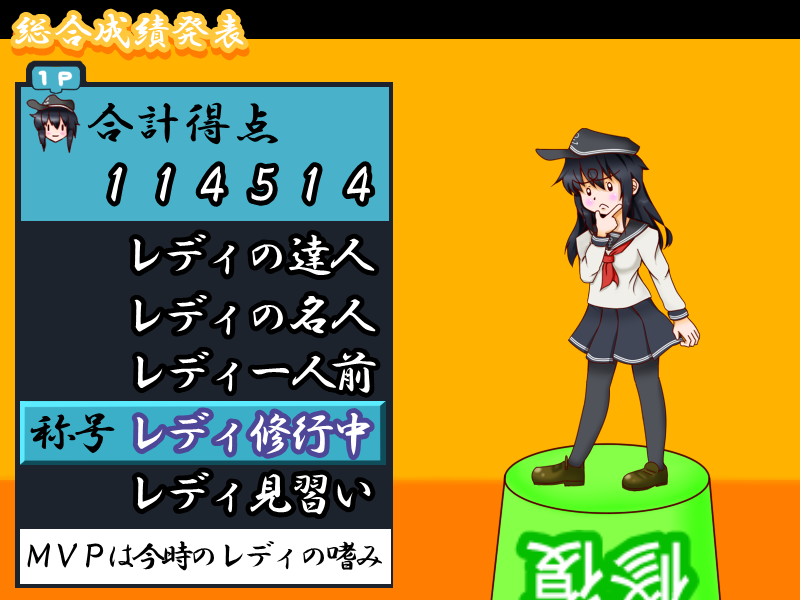 総合成績発表
1P
合計得点
114514
レディの達人
レディの名人
レディ一人前
称号 レディ修行中
レディ見習い
MVPは今時のレディの嗜み
修復